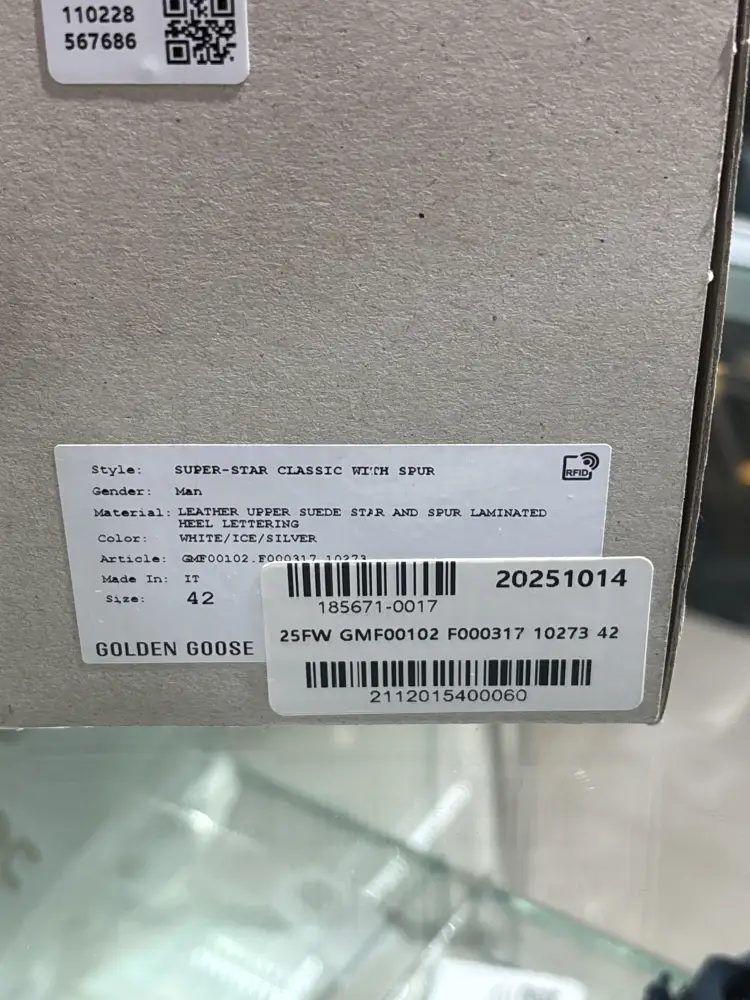 110228
567686
Style: SUPER-STAR CLASSIC WITH SPUR
RFID
Gender: Man
Material: LEATHER UPPER SUEDE STAR AND SPUR LAMINATED
HEEL LETTERING
Color: WHITE/ICE/SILVER
Article: GMF00102.F000317.10273
Made In: IT
Size: 42
GOLDEN GOOSE
20251014
185671-0017
25FW GMF00102 F000317 10273 42
2112015400060